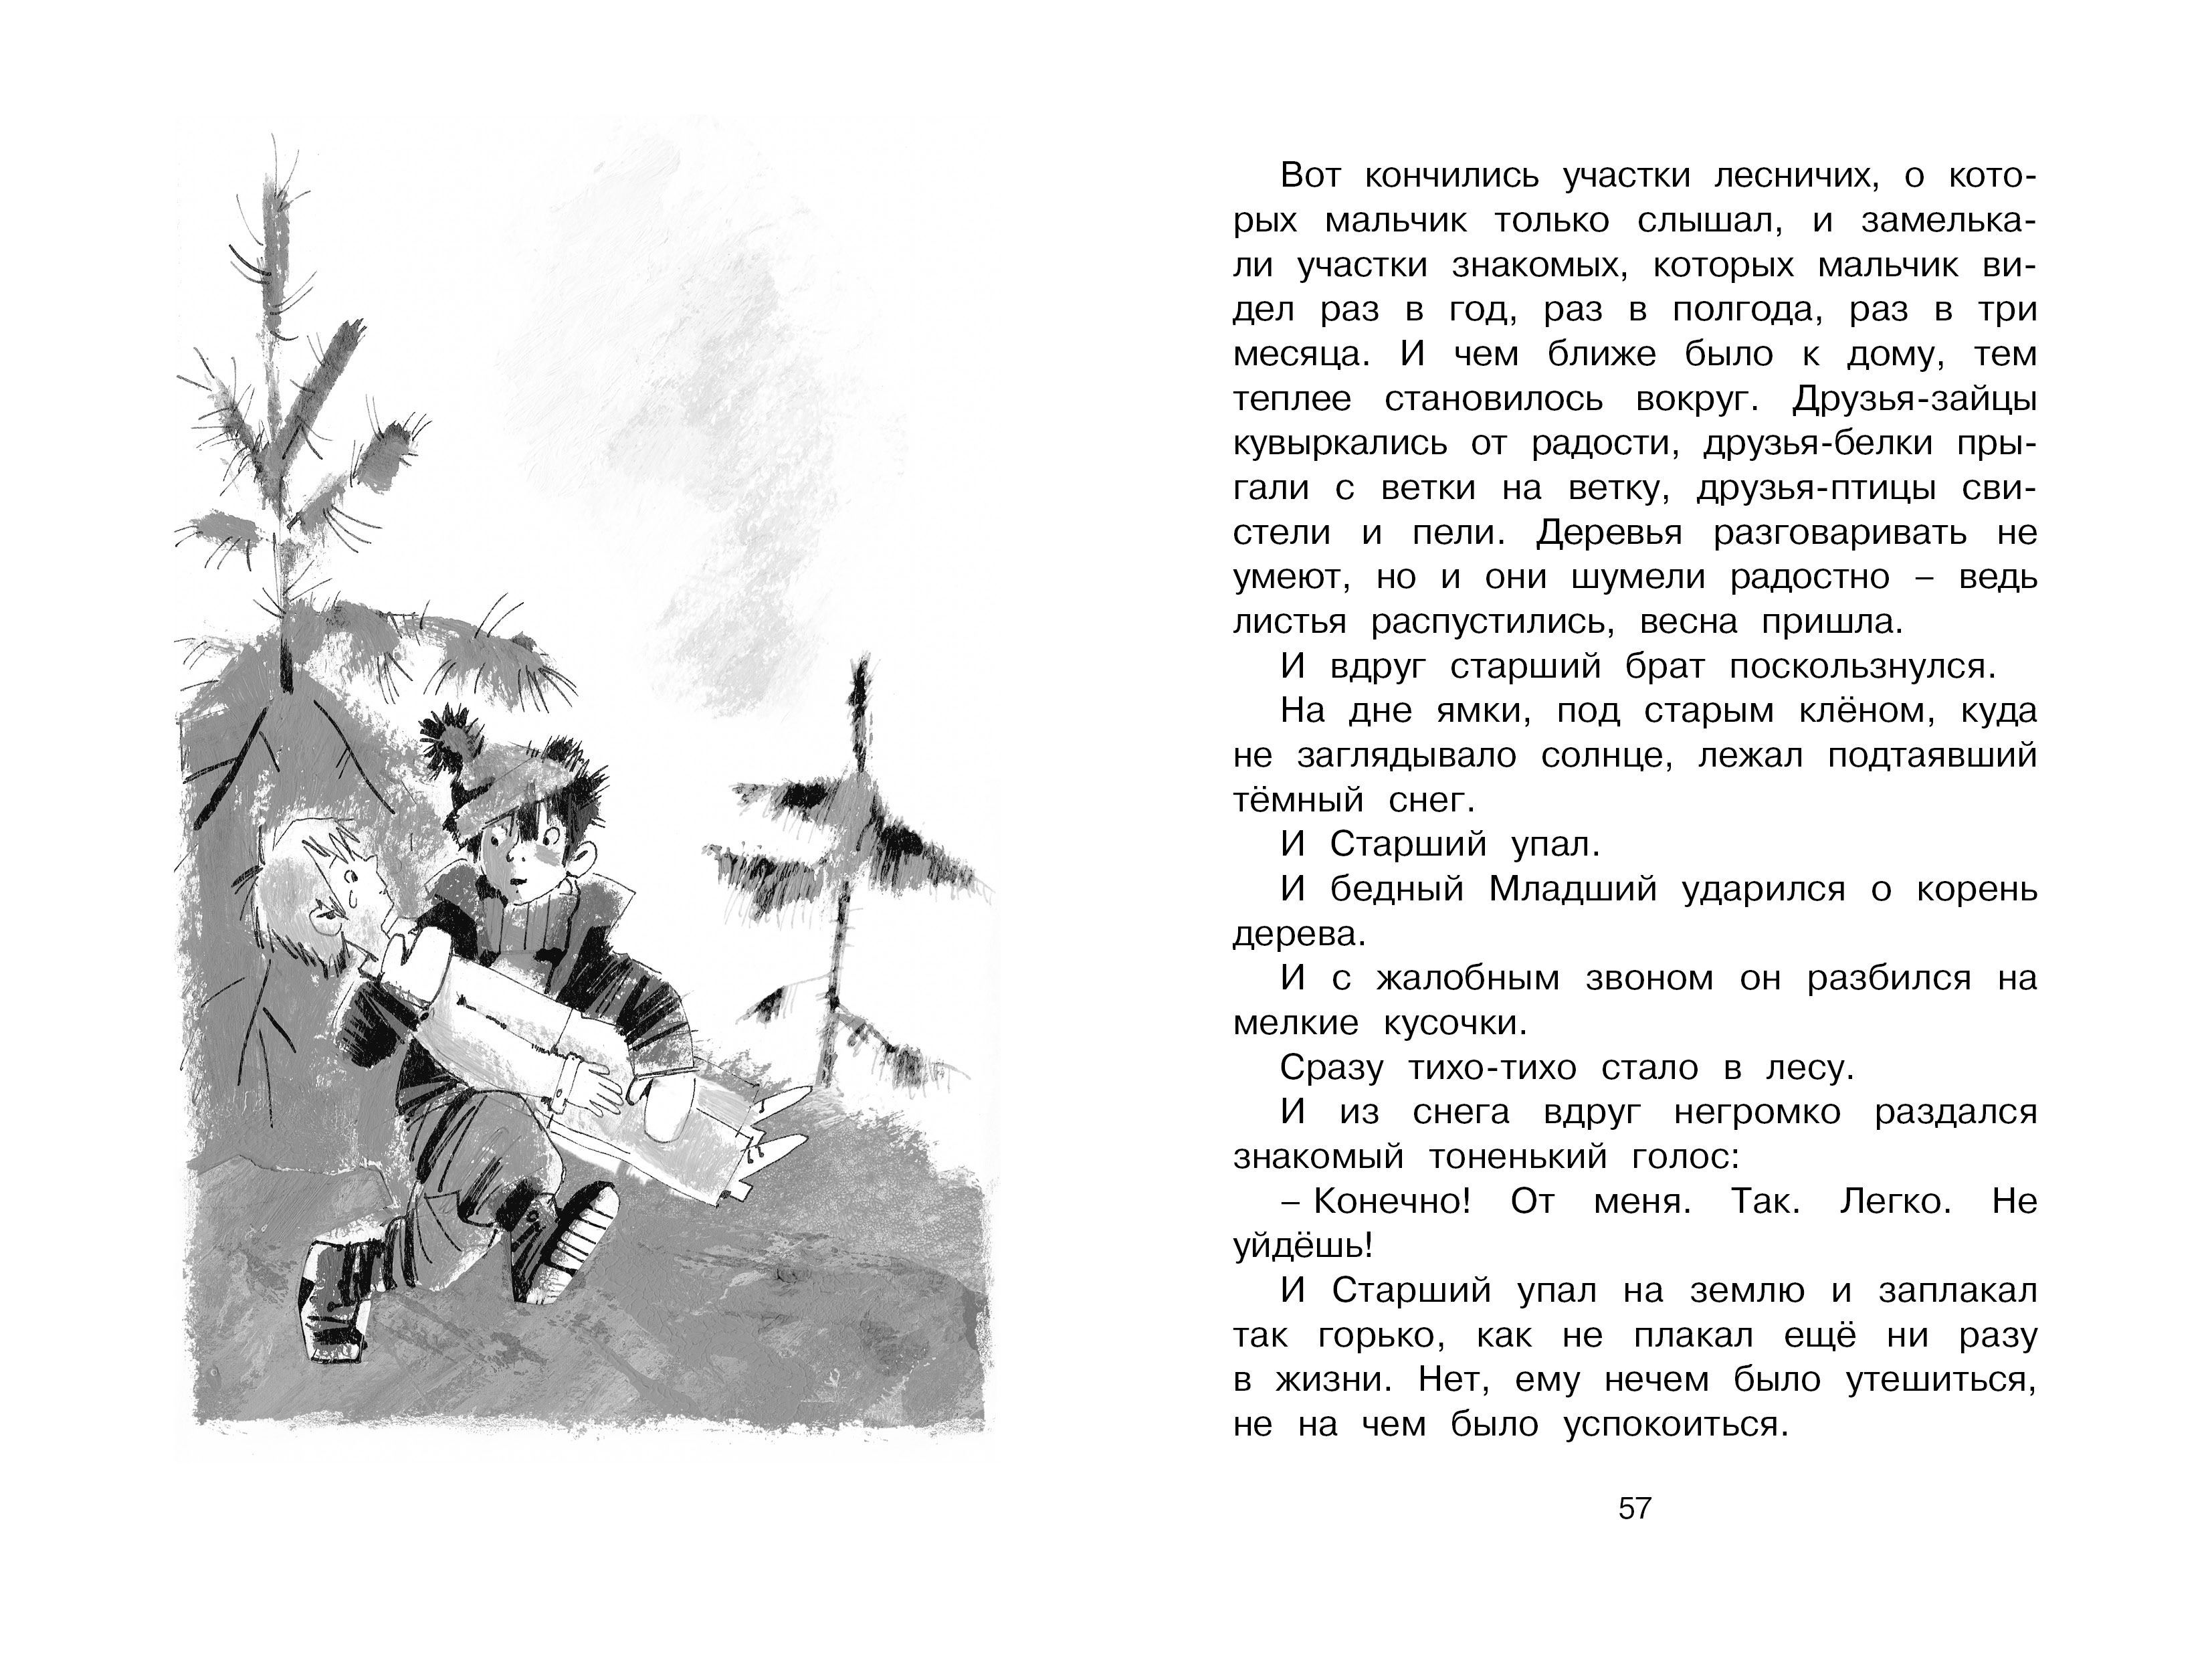 Вот кончились участки лесничих, о кото-
рых мальчик только слышал, и замелька-
ли участки знакомых, которых мальчик ви-
дел раз в год, раз в полгода, раз в три
месяца. И чем ближе было к дому, тем
теплее становилось вокруг. Друзья-зайцы
кувыркались от радости, друзья-белки пры-
гали с ветки на ветку, друзья-птицы сви-
стели и пели. Деревья разговаривать не
умеют, но и они шумели радостно – ведь
листья распустились, весна пришла.
И вдруг старший брат поскользнулся.
На дне ямки, под старым клёном, куда
не заглядывало солнце, лежал подтаявший
тёмный снег.
И Старший упал.
И бедный Младший ударился о корень
дерева.
И с жалобным звоном он разбился на
мелкие кусочки.
Сразу тихо-тихо стало в лесу.
И из снега вдруг негромко раздался
знакомый тоненький голос:
– Конечно! От меня. Так. Легко. Не
уйдёшь!
И Старший упал на землю и заплакал
так горько, как не плакал ещё ни разу
в жизни. Нет, ему нечем было утешиться,
не на чем было успокоиться.
57